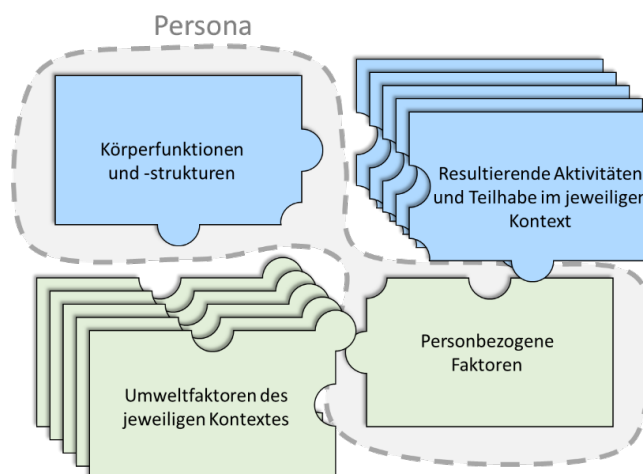 Persona
Körperfunktionen
und -strukturen
Resultierende Aktivitäten
und Teilhabe im jeweiligen
Kontext
Umweltfaktoren des
jeweiligen Kontextes
Personbezogene
Faktoren